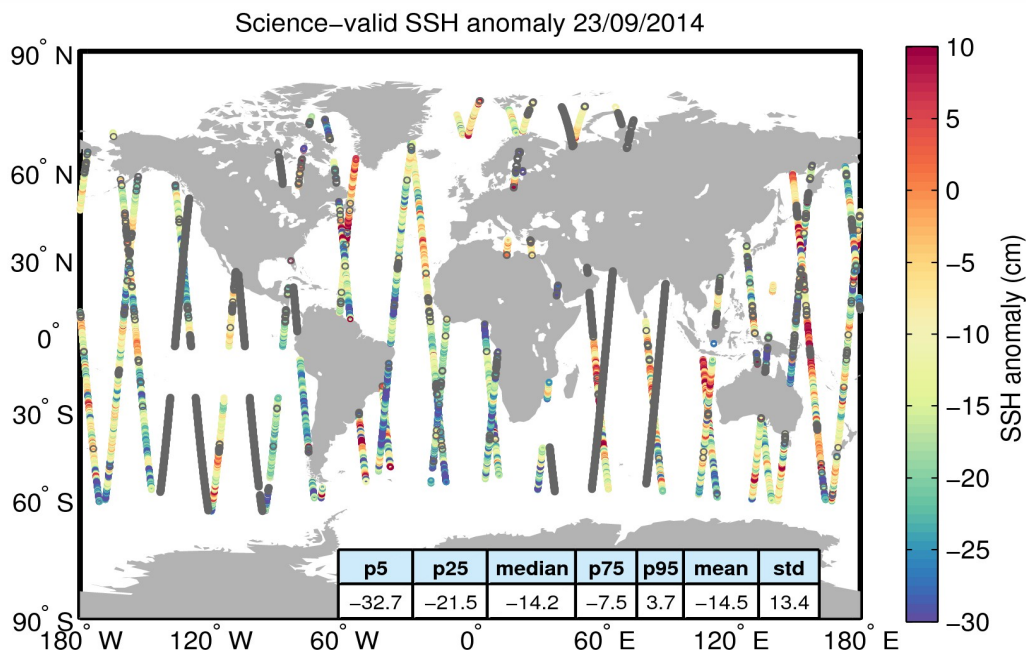 Science−valid SSH anomaly 23/09/2014
90° N
60° N
30° N
0°
30° S
60° S
90° S
180° W
120° W
60° W
0°
60° E
120° E
180° E
p5 p25 median p75 p95 mean std
−32.7 −21.5 −14.2 −7.5 3.7 −14.5 13.4
10
5
0
−5
−10
−15
−20
−25
−30
SSH anomaly (cm)